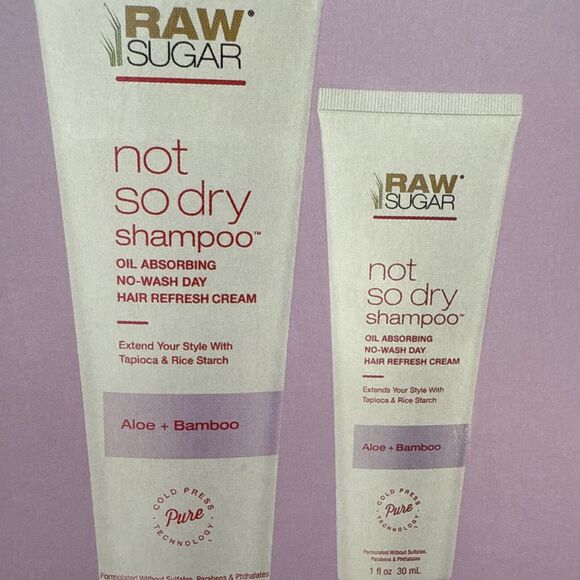 RAW
SUGAR
not
so dry
shampoo™
OIL ABSORBING
NO-WASH DAY
HAIR REFRESH CREAM
Extend Your Style With
Tapioca & Rice Starch
Aloe + Bamboo
COLD PRESS
Pure
TECHNOLOGY
Formulated Without Sulfates, Parabens & Phthalates
RAW
SUGAR
not
so dry
shampoo™
OIL ABSORBING
NO-WASH DAY
HAIR REFRESH CREAM
Extends Your Style With
Tapioca & Rice Starch
Aloe + Bamboo
COLD PRESS
Pure
TECHNOLOGY
Formulated Without Sulfates,
Parabens & Phthalates
1 fl oz 30 mL